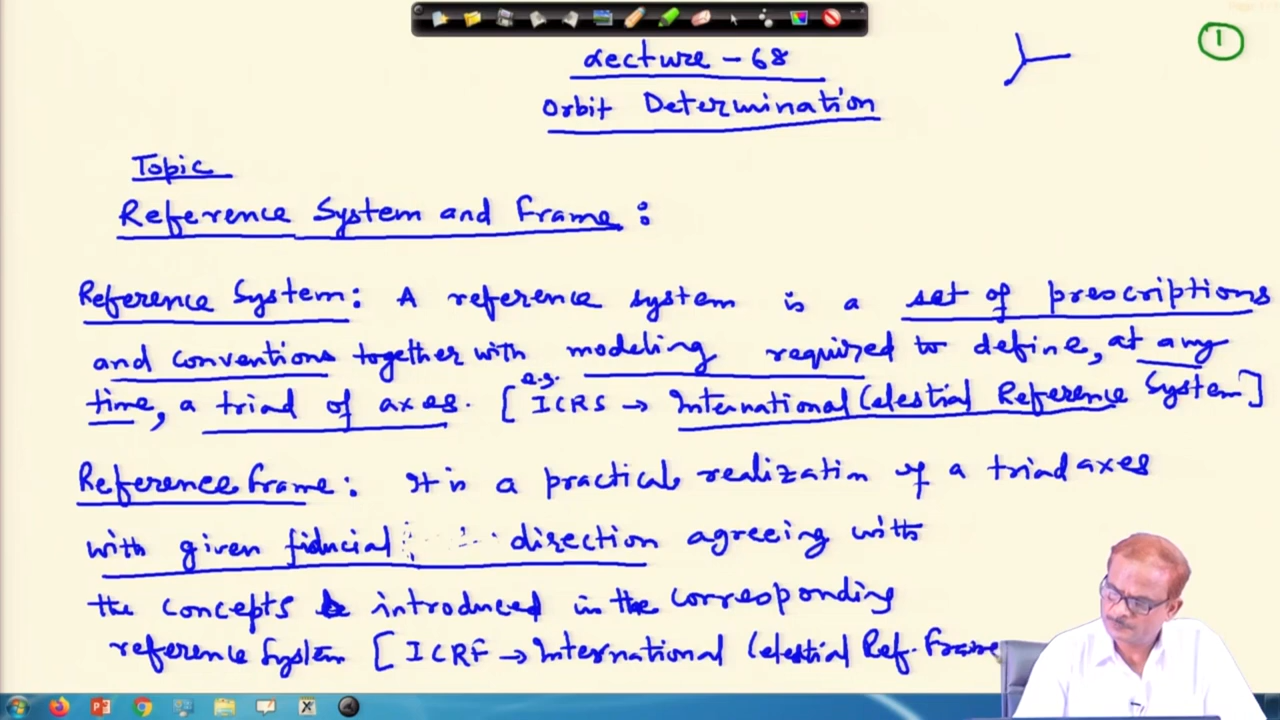 1
Lecture - 68
Orbit Determination
Topic
Reference System and Frame :
Reference System: A reference system is a set of prescriptions
and conventions together with modeling required to define, at any
time, a triad of axes. [ e.g. ICRS → International Celestial Reference System]
Reference Frame: It is a practical realization of a triad axes
with given fiducial direction agreeing with
the concepts introduced in the corresponding
reference System [ ICRF → International Celestial Ref. Frame